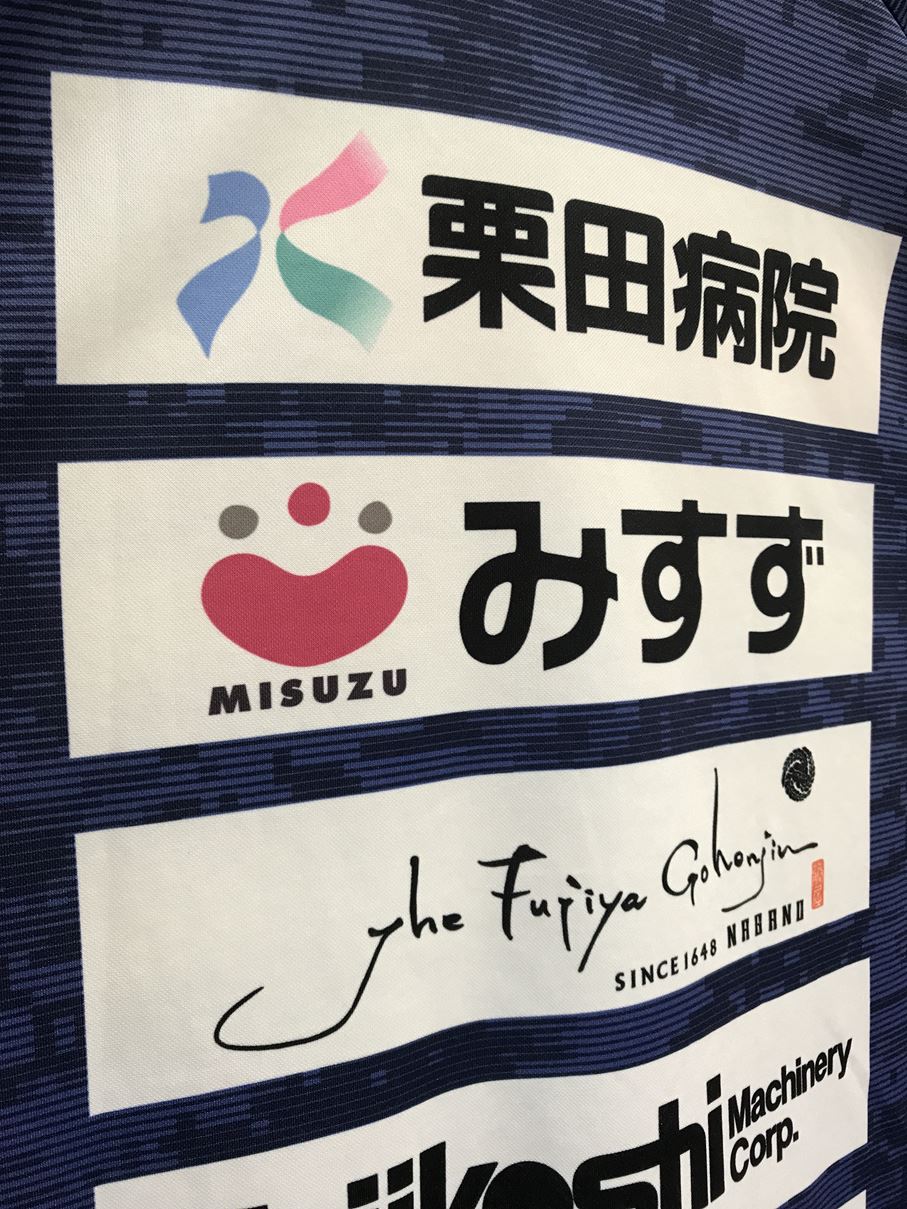 栗田病院
みすず
MISUZU
The Fujiya Gohonjin
SINCE 1648 NAGANO
Machinery
Corp.